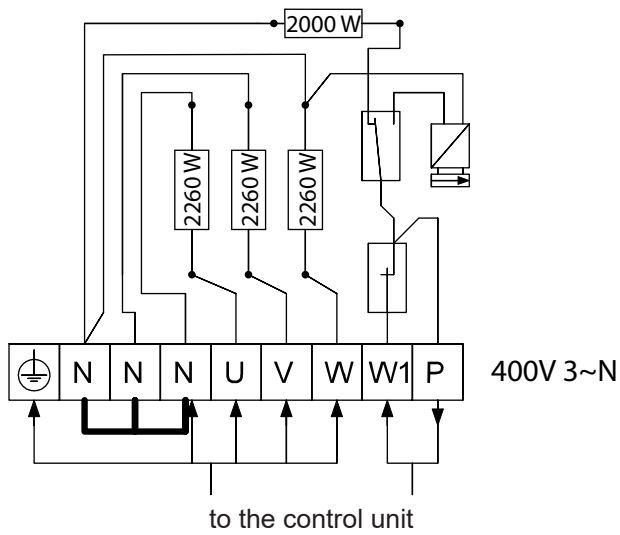 2000 W
2260 W
2260 W
2260 W
N N N U V W W1 P
400V 3~N
to the control unit